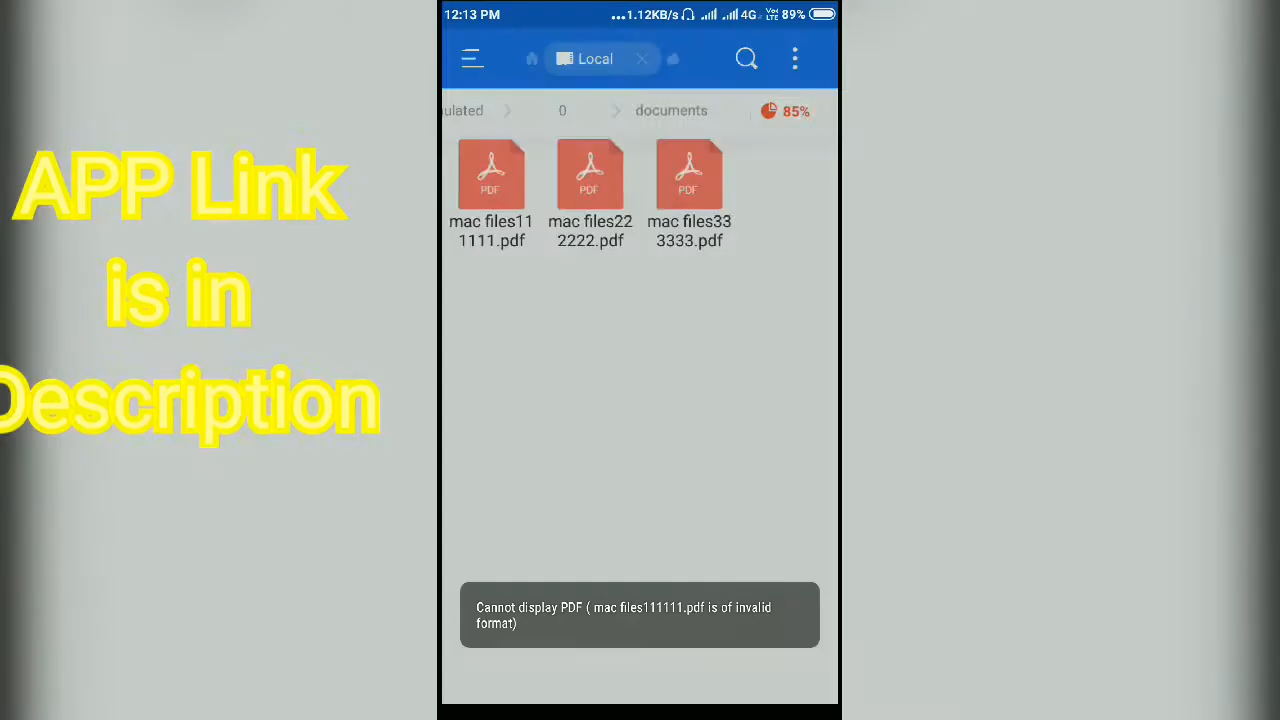 12:13 PM
...1.12KB/s 4G VoLTE 89%
Local
ulated
0
documents
85%
PDF
PDF
PDF
mac files11
1111.pdf
mac files22
2222.pdf
mac files33
3333.pdf
APP Link
is in
Description
Cannot display PDF ( mac files111111.pdf is of invalid
format)